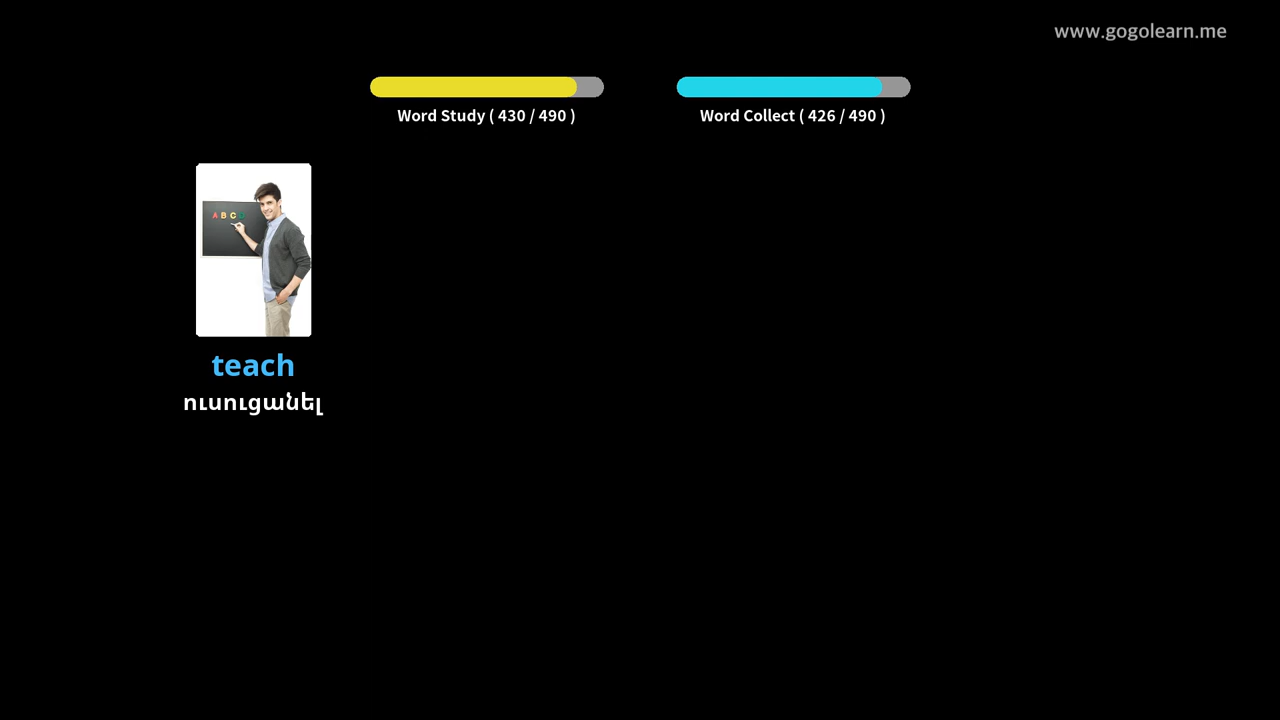 www.gogolearn.me
Word Study ( 430 / 490 )
Word Collect ( 426 / 490 )
A B C D
teach
ուսուցանել